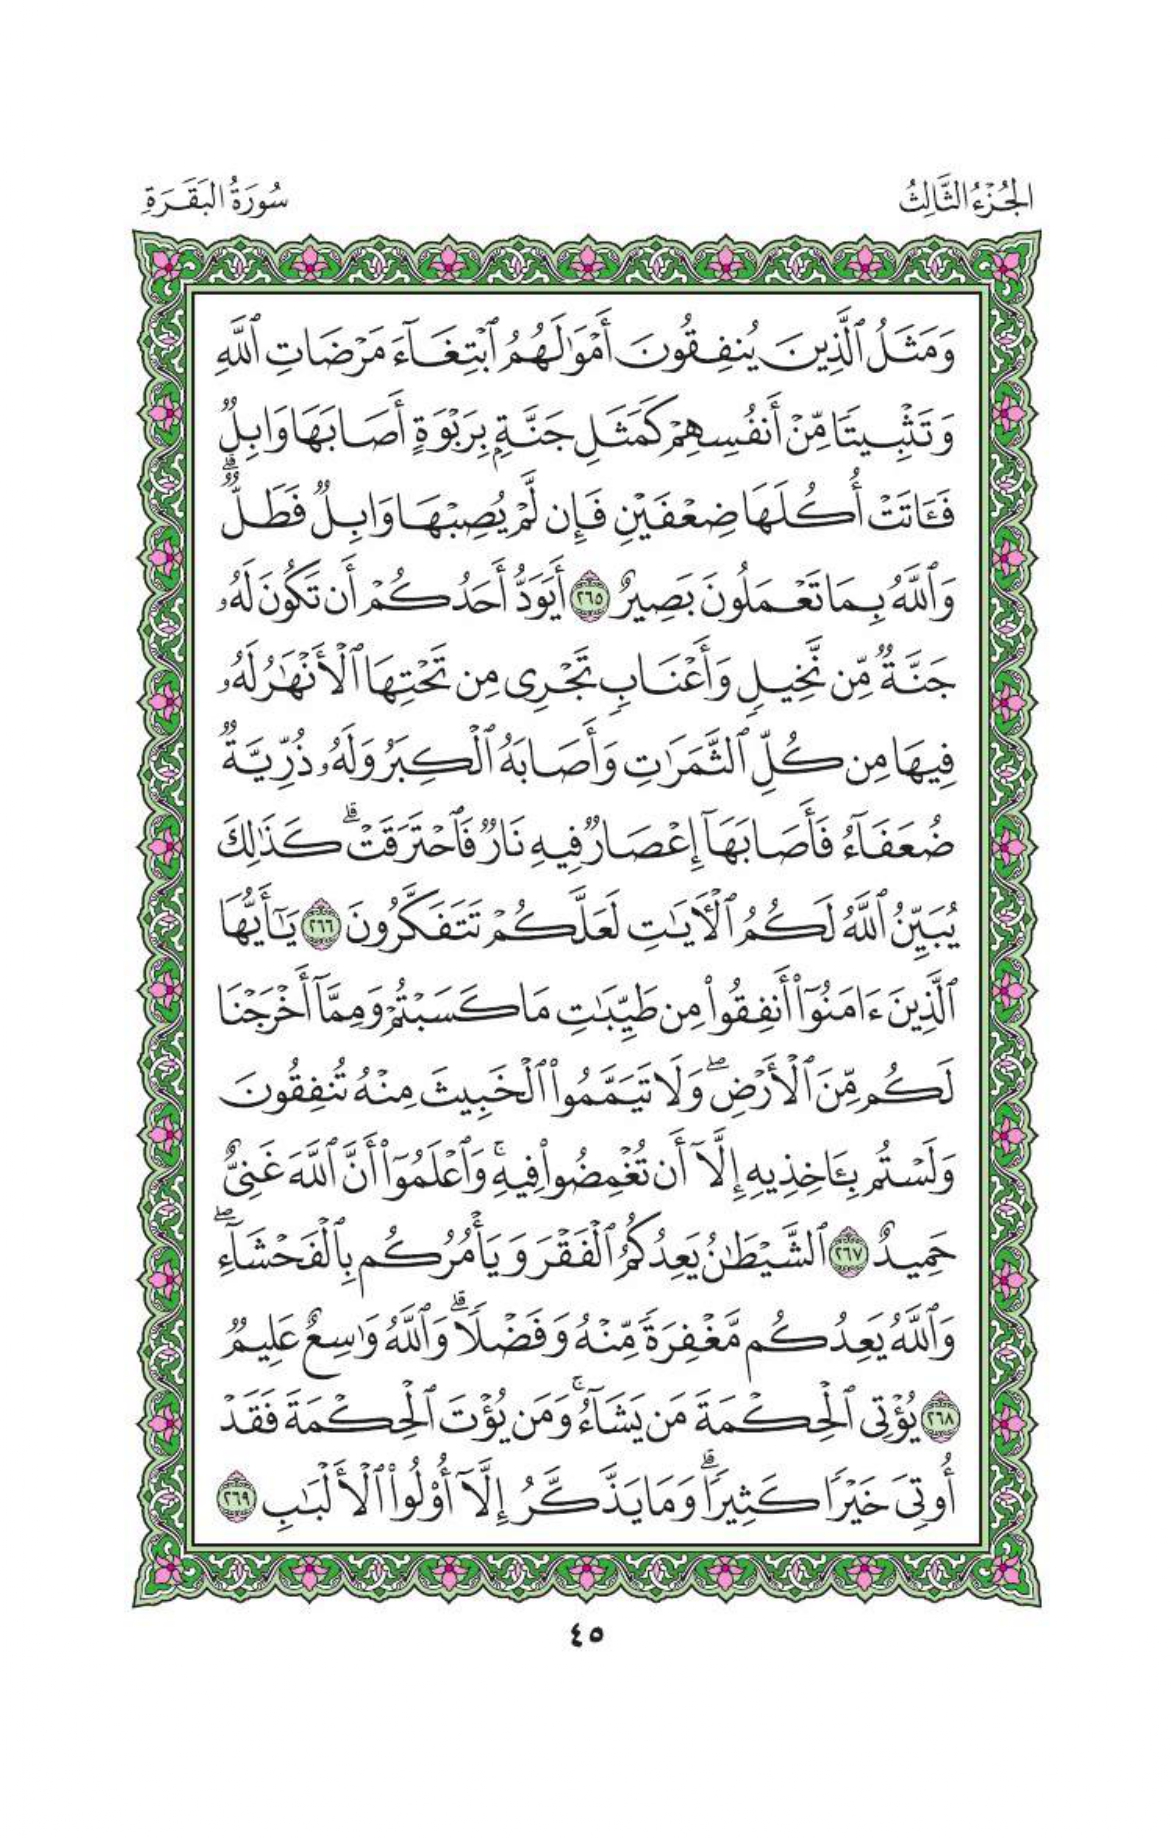 الجُزْءُ الثَّالِثُ
سُورَةُ البَقَرَةِ
وَمَثَلُ ٱلَّذِينَ يُنفِقُونَ أَمْوَٰلَهُمُ ٱبْتِغَآءَ مَرْضَاتِ ٱللَّهِ
وَتَثْبِيتًا مِّنْ أَنفُسِهِمْ كَمَثَلِ جَنَّةٍۭ بِرَبْوَةٍ أَصَابَهَا وَابِلٌ
فَـَٔاتَتْ أُكُلَهَا ضِعْفَيْنِ فَإِن لَّمْ يُصِبْهَا وَابِلٌ فَطَلٌّ ۗ
وَٱللَّهُ بِمَا تَعْمَلُونَ بَصِيرٌ ٢٦٥ أَيَوَدُّ أَحَدُكُمْ أَن تَكُونَ لَهُۥ
جَنَّةٌ مِّن نَّخِيلٍ وَأَعْنَابٍ تَجْرِى مِن تَحْتِهَا ٱلْأَنْهَٰرُ لَهُۥ
فِيهَا مِن كُلِّ ٱلثَّمَرَٰتِ وَأَصَابَهُ ٱلْكِبَرُ وَلَهُۥ ذُرِّيَّةٌ
ضُعَفَآءُ فَأَصَابَهَآ إِعْصَارٌ فِيهِ نَارٌ فَٱحْتَرَقَتْ ۗ كَذَٰلِكَ
يُبَيِّنُ ٱللَّهُ لَكُمُ ٱلْـَٔايَٰتِ لَعَلَّكُمْ تَتَفَكَّرُونَ ٢٦٦ يَٰٓأَيُّهَا
ٱلَّذِينَ ءَامَنُوٓا۟ أَنفِقُوا۟ مِن طَيِّبَٰتِ مَا كَسَبْتُمْ وَمِمَّآ أَخْرَجْنَا
لَكُم مِّنَ ٱلْأَرْضِ ۖ وَلَا تَيَمَّمُوا۟ ٱلْخَبِيثَ مِنْهُ تُنفِقُونَ
وَلَسْتُم بِـَٔاخِذِيهِ إِلَّآ أَن تُغْمِضُوا۟ فِيهِ ۚ وَٱعْلَمُوٓا۟ أَنَّ ٱللَّهَ غَنِىٌّ
حَمِيدٌ ٢٦٧ ٱلشَّيْطَٰنُ يَعِدُكُمُ ٱلْفَقْرَ وَيَأْمُرُكُم بِٱلْفَحْشَآءِ ۖ
وَٱللَّهُ يَعِدُكُم مَّغْفِرَةً مِّنْهُ وَفَضْلًا ۗ وَٱللَّهُ وَٰسِعٌ عَلِيمٌ
٢٦٨ يُؤْتِى ٱلْحِكْمَةَ مَن يَشَآءُ ۚ وَمَن يُؤْتَ ٱلْحِكْمَةَ فَقَدْ
أُوتِىَ خَيْرًا كَثِيرًا ۗ وَمَا يَذَّكَّرُ إِلَّآ أُو۟لُوا۟ ٱلْأَلْبَٰبِ ٢٦٩
٤٥